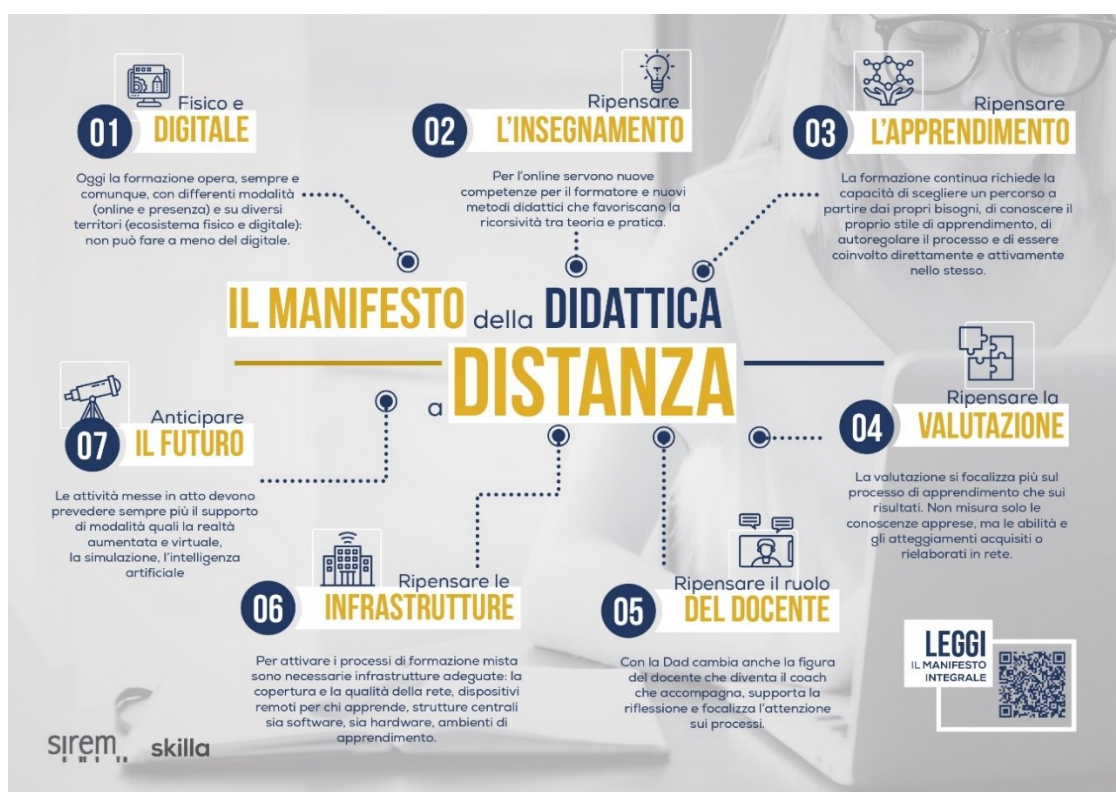 Fisico e
01 DIGITALE
Oggi la formazione opera, sempre e
comunque, con differenti modalità
(online e presenza) e su diversi
territori (ecosistema fisico e digitale):
non può fare a meno del digitale.
Ripensare
02 L'INSEGNAMENTO
Per l'online servono nuove
competenze per il formatore e nuovi
metodi didattici che favoriscano la
ricorsività tra teoria e pratica.
Ripensare
03 L'APPRENDIMENTO
La formazione continua richiede la
capacità di scegliere un percorso a
partire dai propri bisogni, di conoscere il
proprio stile di apprendimento, di
autoregolare il processo e di essere
coinvolto direttamente e attivamente
nello stesso.
IL MANIFESTO della DIDATTICA
a DISTANZA
Ripensare la
04 VALUTAZIONE
La valutazione si focalizza più sul
processo di apprendimento che sui
risultati. Non misura solo le
conoscenze apprese, ma le abilità e
gli atteggiamenti acquisiti o
rielaborati in rete.
Ripensare il ruolo
05 DEL DOCENTE
Con la Dad cambia anche la figura
del docente che diventa il coach
che accompagna, supporta la
riflessione e focalizza l'attenzione
sui processi.
Ripensare le
06 INFRASTRUTTURE
Per attivare i processi di formazione mista
sono necessarie infrastrutture adeguate: la
copertura e la qualità della rete, dispositivi
remoti per chi apprende, strutture centrali
sia software, sia hardware, ambienti di
apprendimento.
Anticipare
07 IL FUTURO
Le attività messe in atto devono
prevedere sempre più il supporto
di modalità quali la realtà
aumentata e virtuale,
la simulazione, l'intelligenza
artificiale
LEGGI
IL MANIFESTO
INTEGRALE
sırem skilla